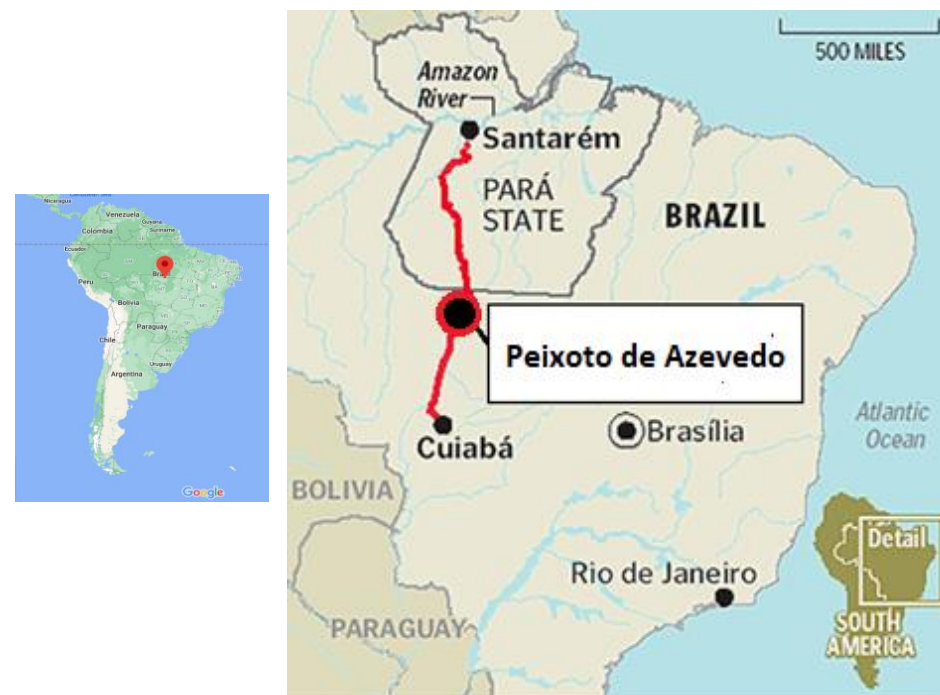 Nicaragua
Venezuela
Guyana
Suriname
Colombia
Ecuador
Peru
Bolivia
Paraguay
Chile
Uruguay
Argentina
Google
500 MILES
Amazon
River
Santarém
PARÁ
STATE
BRAZIL
Peixoto de Azevedo
Cuiabá
Brasília
Atlantic
Ocean
BOLIVIA
Detail
Rio de Janeiro
PARAGUAY
SOUTH
AMERICA